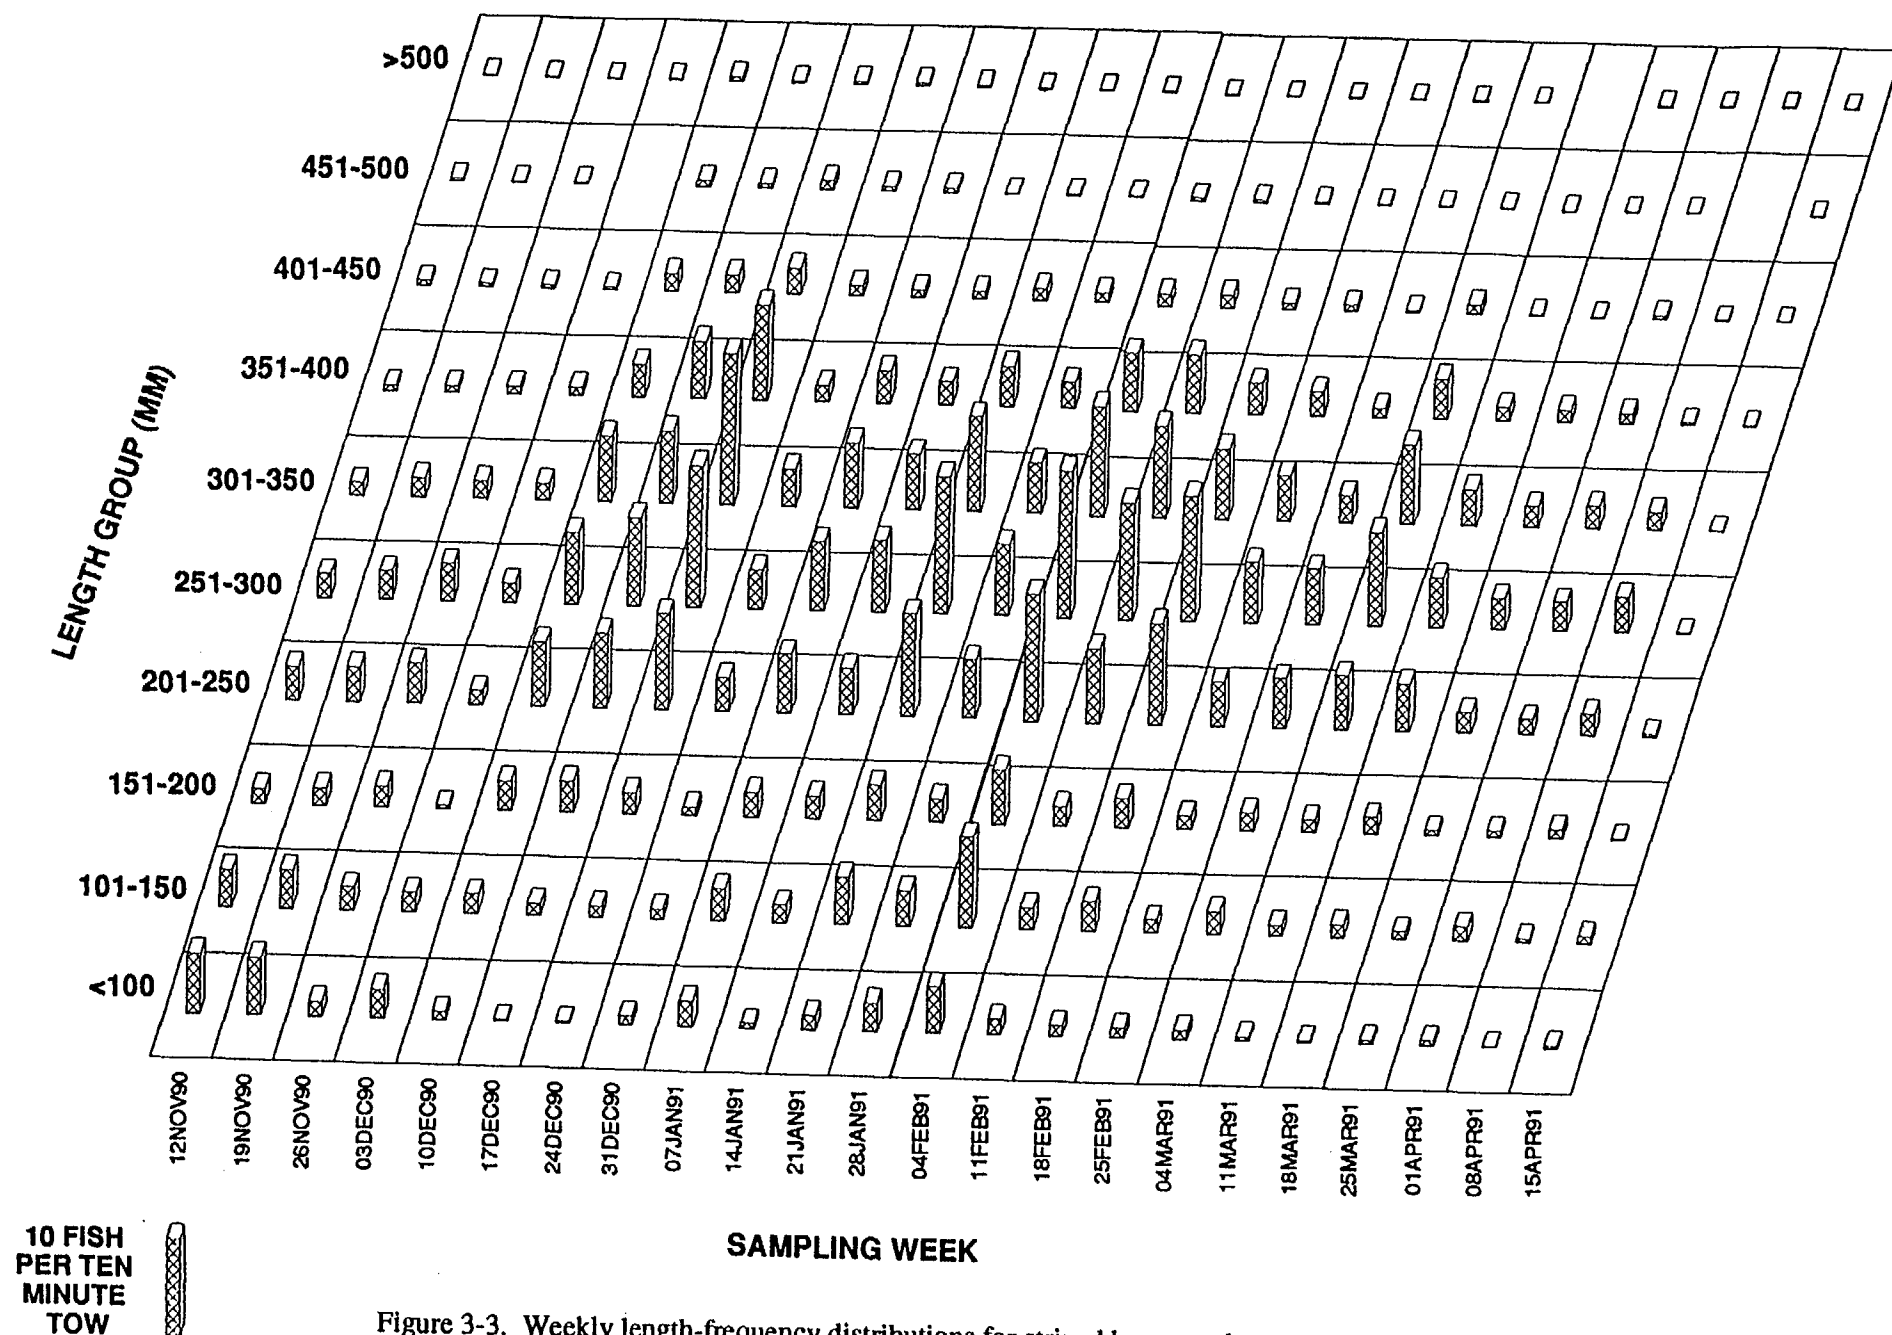 >500
451-500
401-450
351-400
301-350
251-300
201-250
151-200
101-150
<100
LENGTH GROUP (MM)
12NOV90
19NOV90
26NOV90
03DEC90
10DEC90
17DEC90
24DEC90
31DEC90
07JAN91
14JAN91
21JAN91
28JAN91
04FEB91
11FEB91
18FEB91
25FEB91
04MAR91
11MAR91
18MAR91
25MAR91
01APR91
08APR91
15APR91
SAMPLING WEEK
10 FISH
PER TEN
MINUTE
TOW
Figure 3-3. Weekly length-frequency distributions for